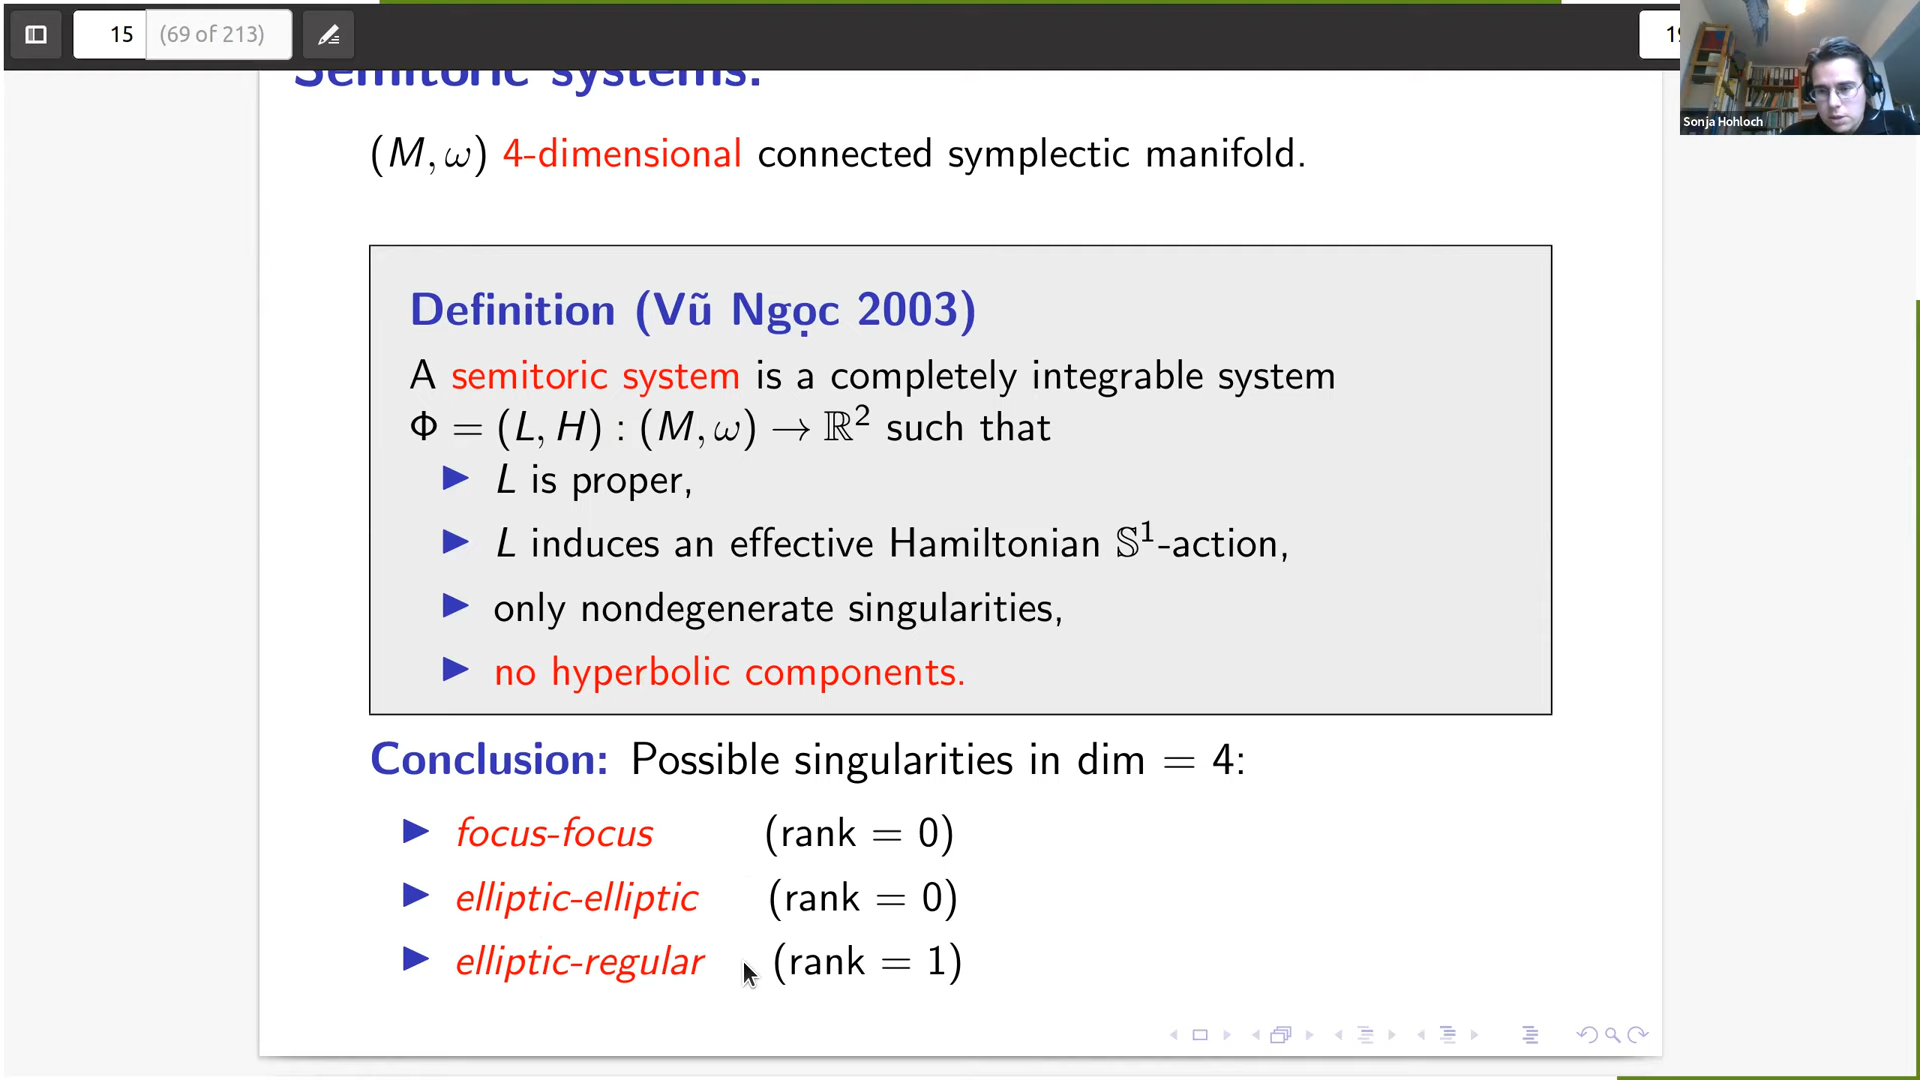 15 (69 of 213)
Sonja Hohloch
Semitoric systems:
(M, ω) 4-dimensional connected symplectic manifold.
Definition (Vũ Ngọc 2003)
A semitoric system is a completely integrable system
Φ = (L, H) : (M, ω) → ℝ² such that
▶ L is proper,
▶ L induces an effective Hamiltonian 𝕊¹-action,
▶ only nondegenerate singularities,
▶ no hyperbolic components.
Conclusion: Possible singularities in dim = 4:
▶ focus-focus (rank = 0)
▶ elliptic-elliptic (rank = 0)
▶ elliptic-regular (rank = 1)